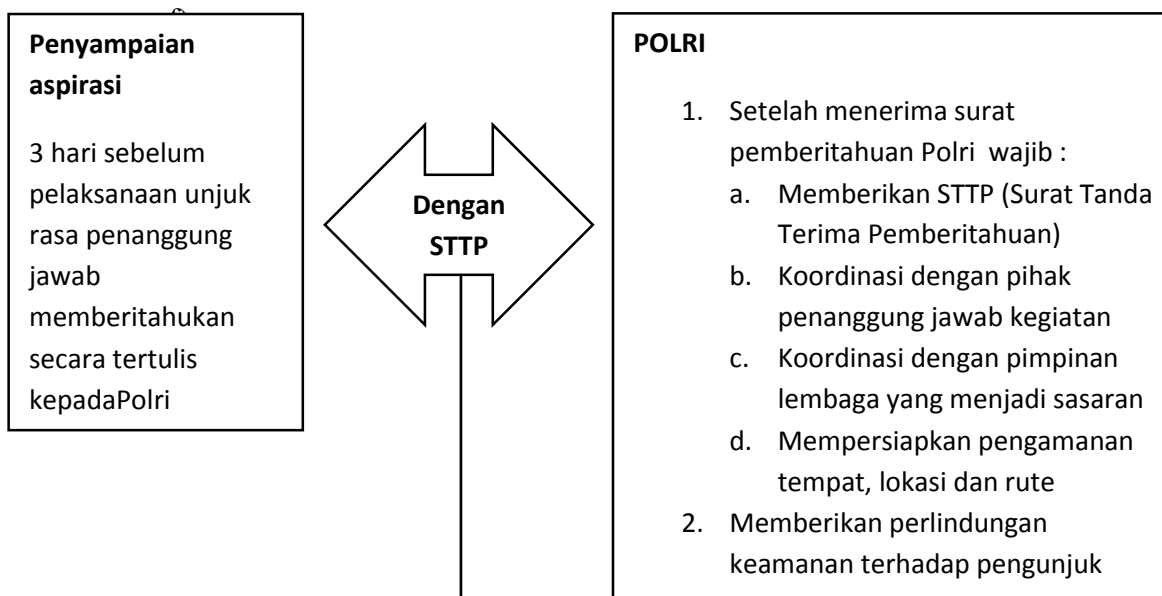 Penyampaian
aspirasi
3 hari sebelum
pelaksanaan unjuk
rasa penanggung
jawab
memberitahukan
secara tertulis
kepadaPolri
Dengan
STTP
POLRI
1. Setelah menerima surat
pemberitahuan Polri wajib :
a. Memberikan STTP (Surat Tanda
Terima Pemberitahuan)
b. Koordinasi dengan pihak
penanggung jawab kegiatan
c. Koordinasi dengan pimpinan
lembaga yang menjadi sasaran
d. Mempersiapkan pengamanan
tempat, lokasi dan rute
2. Memberikan perlindungan
keamanan terhadap pengunjuk